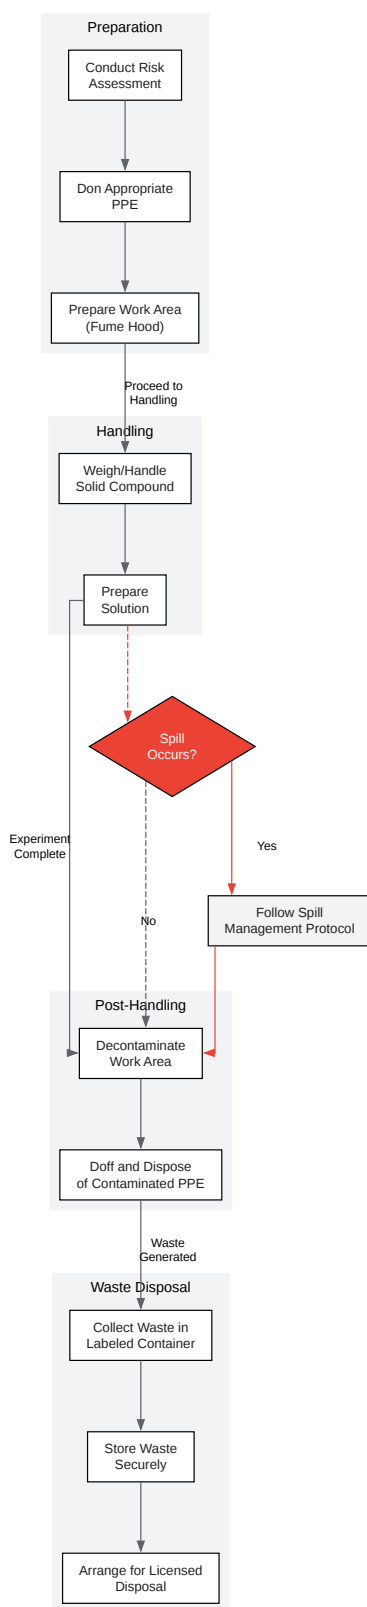 Preparation
Conduct Risk
Assessment
Don Appropriate
PPE
Prepare Work Area
(Fume Hood)
Proceed to
Handling
Handling
Weigh/Handle
Solid Compound
Prepare
Solution
Spill
Occurs?
Experiment
Complete
Yes
No
Follow Spill
Management Protocol
Post-Handling
Decontaminate
Work Area
Doff and Dispose
of Contaminated PPE
Waste
Generated
Waste Disposal
Collect Waste in
Labeled Container
Store Waste
Securely
Arrange for Licensed
Disposal